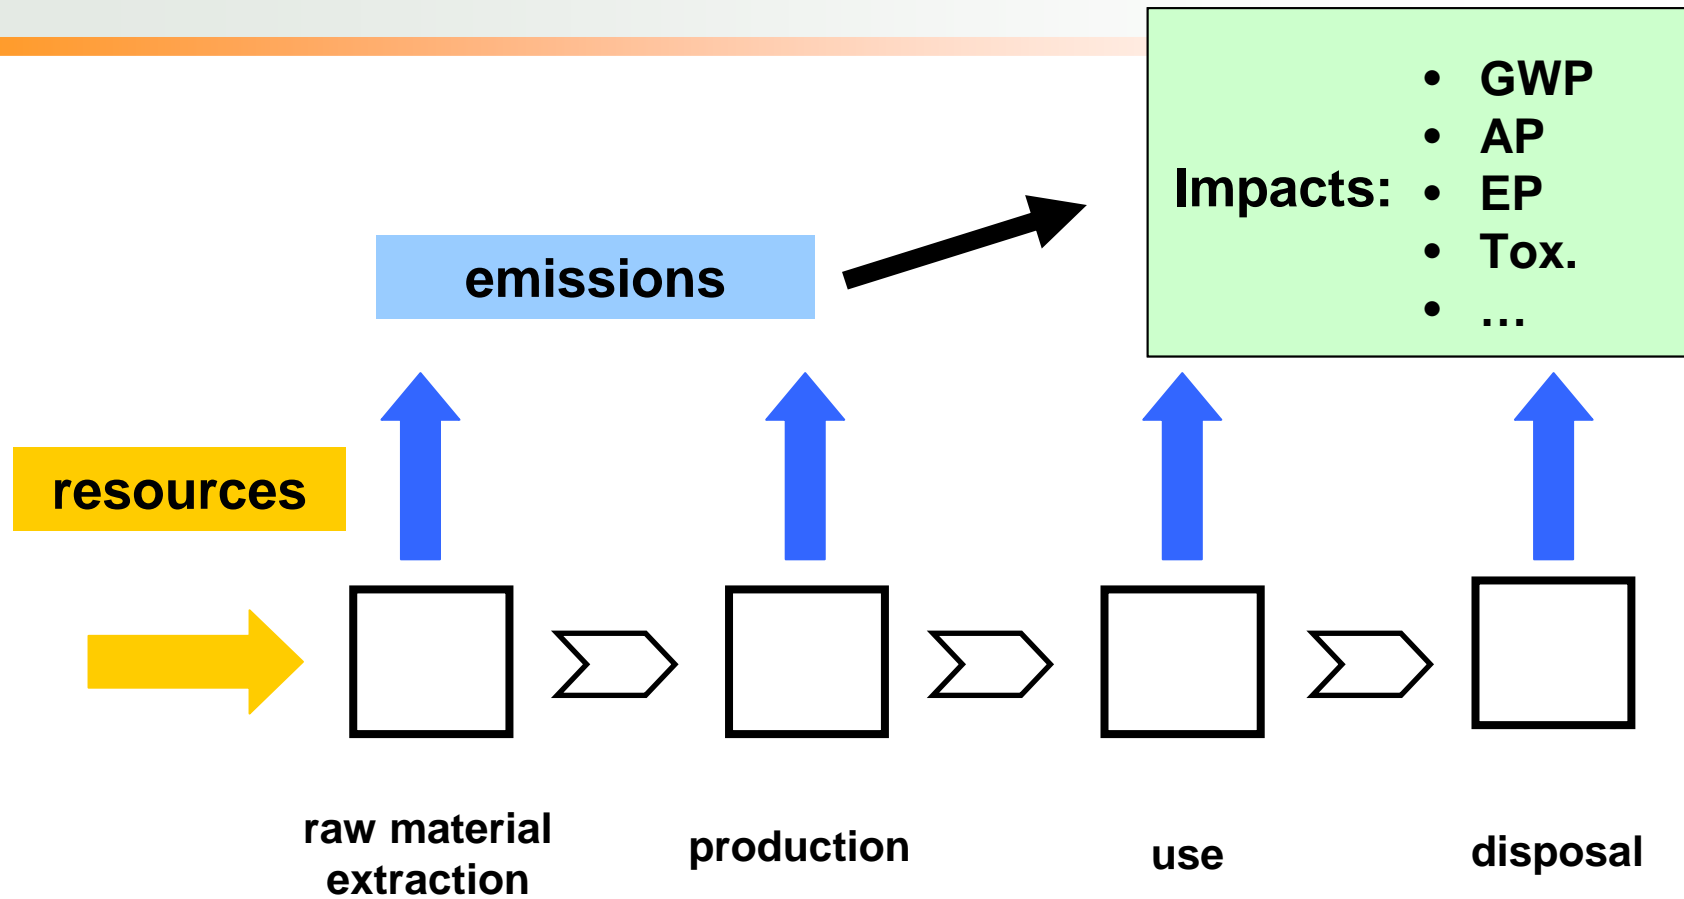 Impacts:
• GWP
• AP
• EP
• Tox.
• …
emissions
resources
raw material
extraction
production
use
disposal